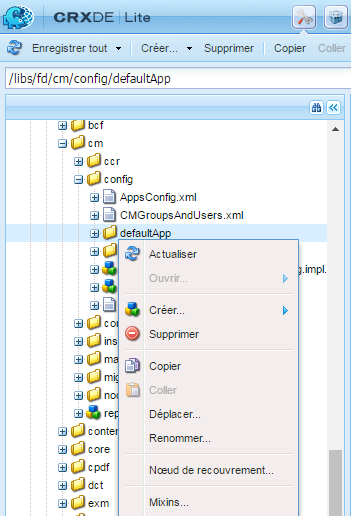 CRXDE | Lite
Enregistrer tout Créer... Supprimer Copier Coller
/libs/fd/cm/config/defaultApp
bcf
cm
ccr
config
AppsConfig.xml
CMGroupsAndUsers.xml
defaultApp
Actualiser
Ouvrir...
g.impl.
Créer...
Supprimer
Copier
Coller
Déplacer...
Renommer...
Nœud de recouvrement...
Mixins...
co
ins
ma
mig
noc
rep
conter
core
cpdf
dct
exm